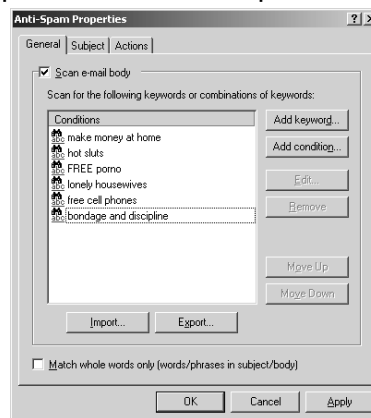 Anti-Spam Properties
General Subject Actions
Scan e-mail body
Scan for the following keywords or combinations of keywords:
Conditions
Add keyword...
make money at home
hot sluts
Add condition...
FREE porno
lonely housewives
Edit...
free cell phones
Remove
bondage and discipline
Move Up
Move Down
Import... Export...
Match whole words only (words/phrases in subject/body)
OK Cancel Apply